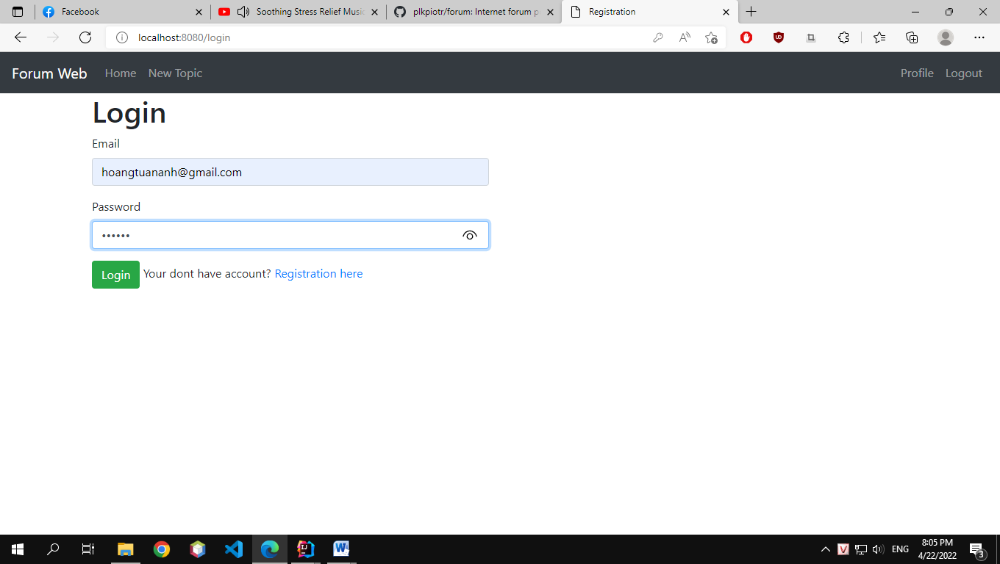 Facebook
Soothing Stress Relief Music
plkpiotr/forum: Internet forum p
Registration
localhost:8080/login
Forum Web Home New Topic Profile Logout
Login
Email
hoangtuananh@gmail.com
Password
••••••
Login Your dont have account? Registration here
ENG
8:05 PM
4/22/2022
3